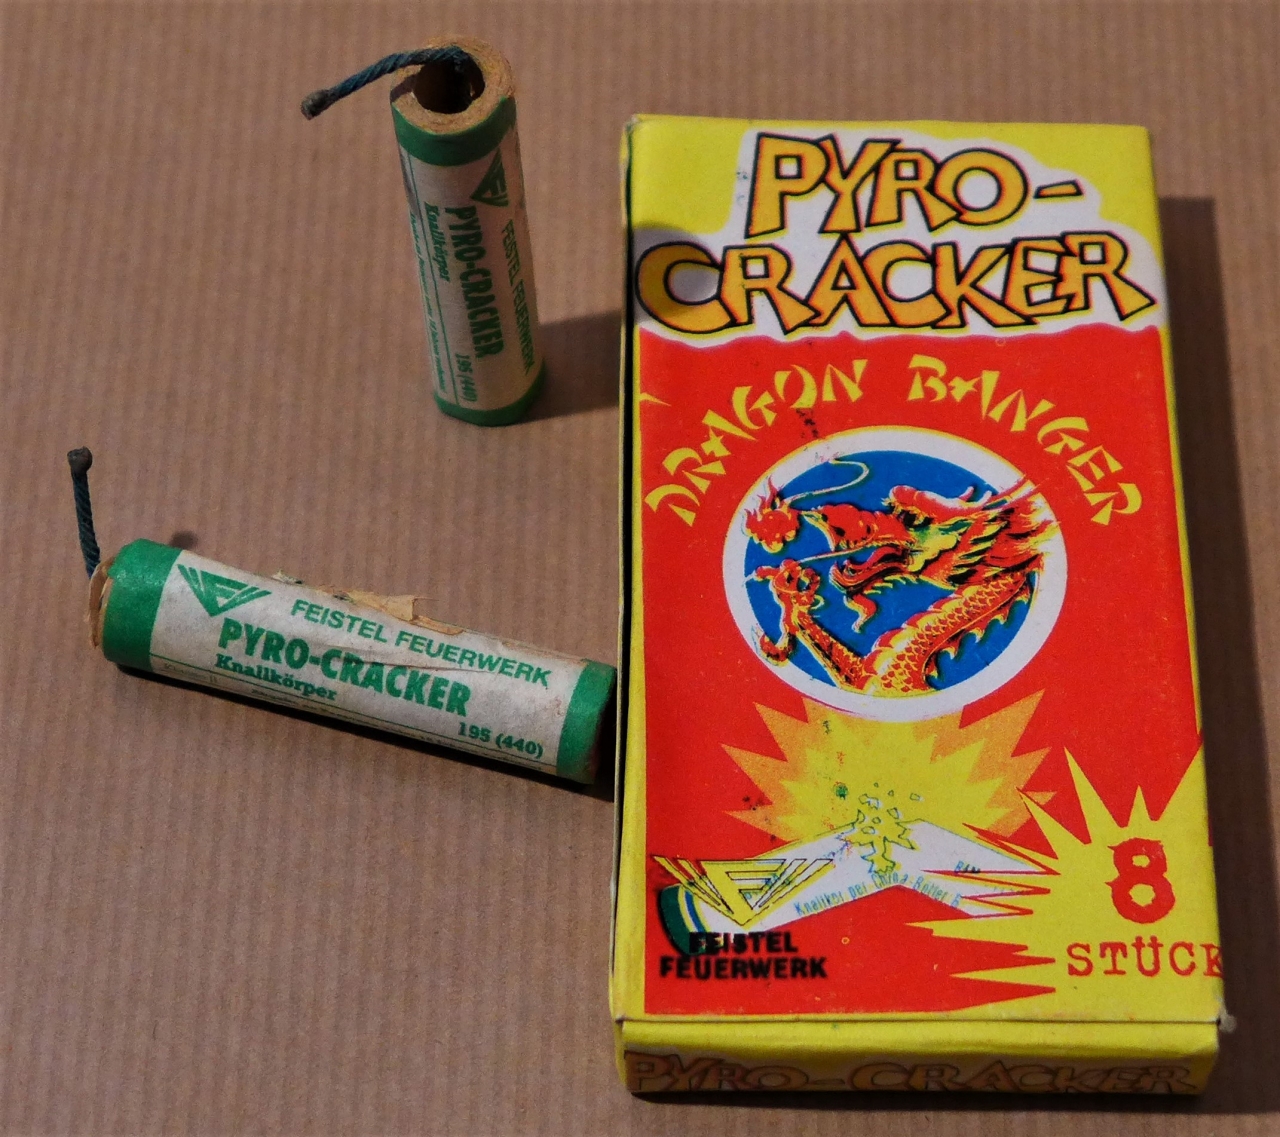 PYRO-
CRACKER
DRAGON BANGER
8
STÜCK
FEISTEL
FEUERWERK
PYRO-CRACKER
FEISTEL FEUERWERK
PYRO-CRACKER
Knallkörper
195 (440)
FEISTEL FEUERWERK
PYRO-CRACKER
Knallkörper
195 (440)